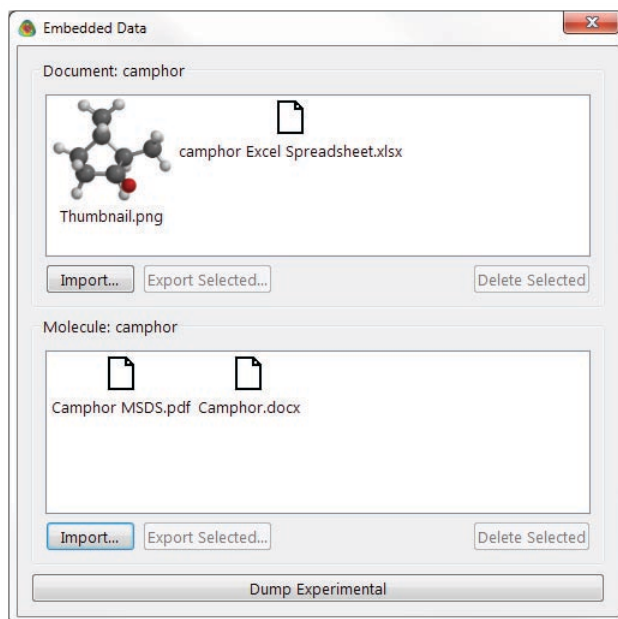 Embedded Data
Document: camphor
camphor Excel Spreadsheet.xlsx
Thumbnail.png
Import... Export Selected... Delete Selected
Molecule: camphor
Camphor MSDS.pdf Camphor.docx
Import... Export Selected... Delete Selected
Dump Experimental